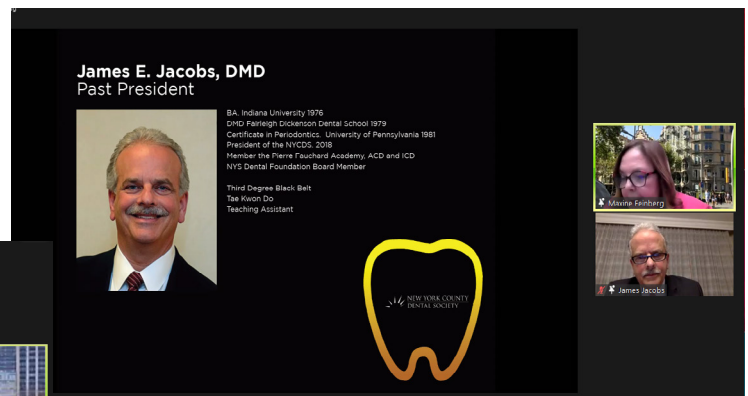 James E. Jacobs, DMD
Past President
BA, Indiana University 1976
DMD Fairleigh Dickenson Dental School 1979
Certificate in Periodontics. University of Pennsylvania 1981
President of the NYCDS. 2018
Member the Pierre Fauchard Academy, ACD and ICD
NYS Dental Foundation Board Member
Third Degree Black Belt
Tae Kwon Do
Teaching Assistant
NEW YORK COUNTY
DENTAL SOCIETY
Maxine Feinberg
James Jacobs